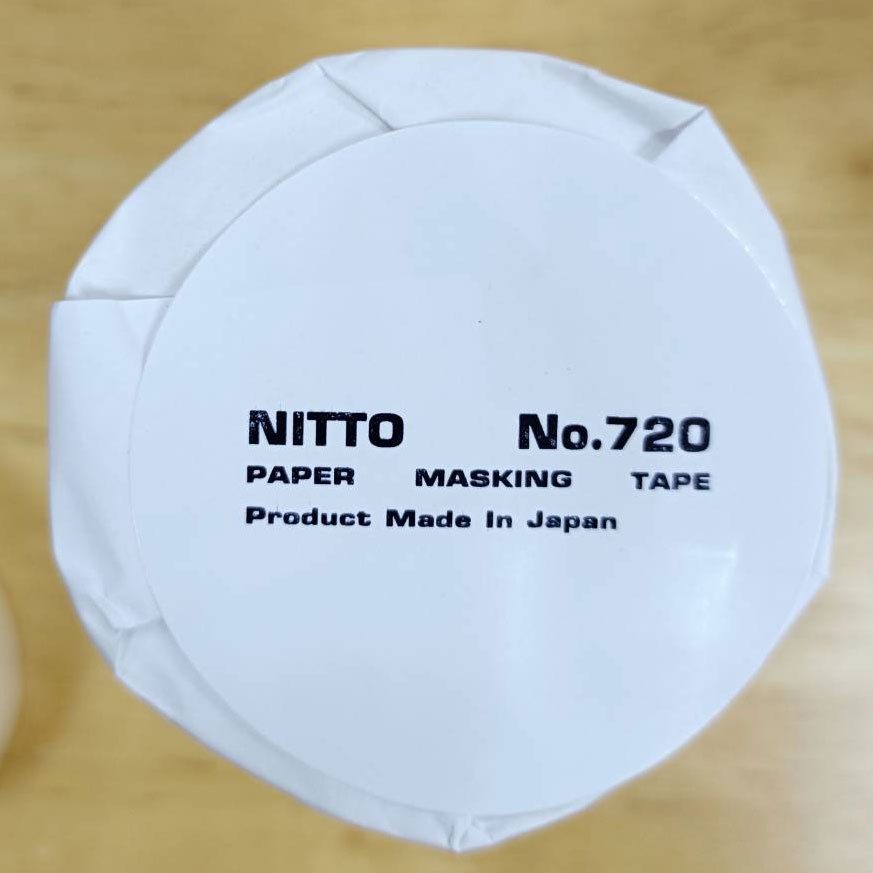 NITTO No.720
PAPER MASKING TAPE
Product Made In Japan